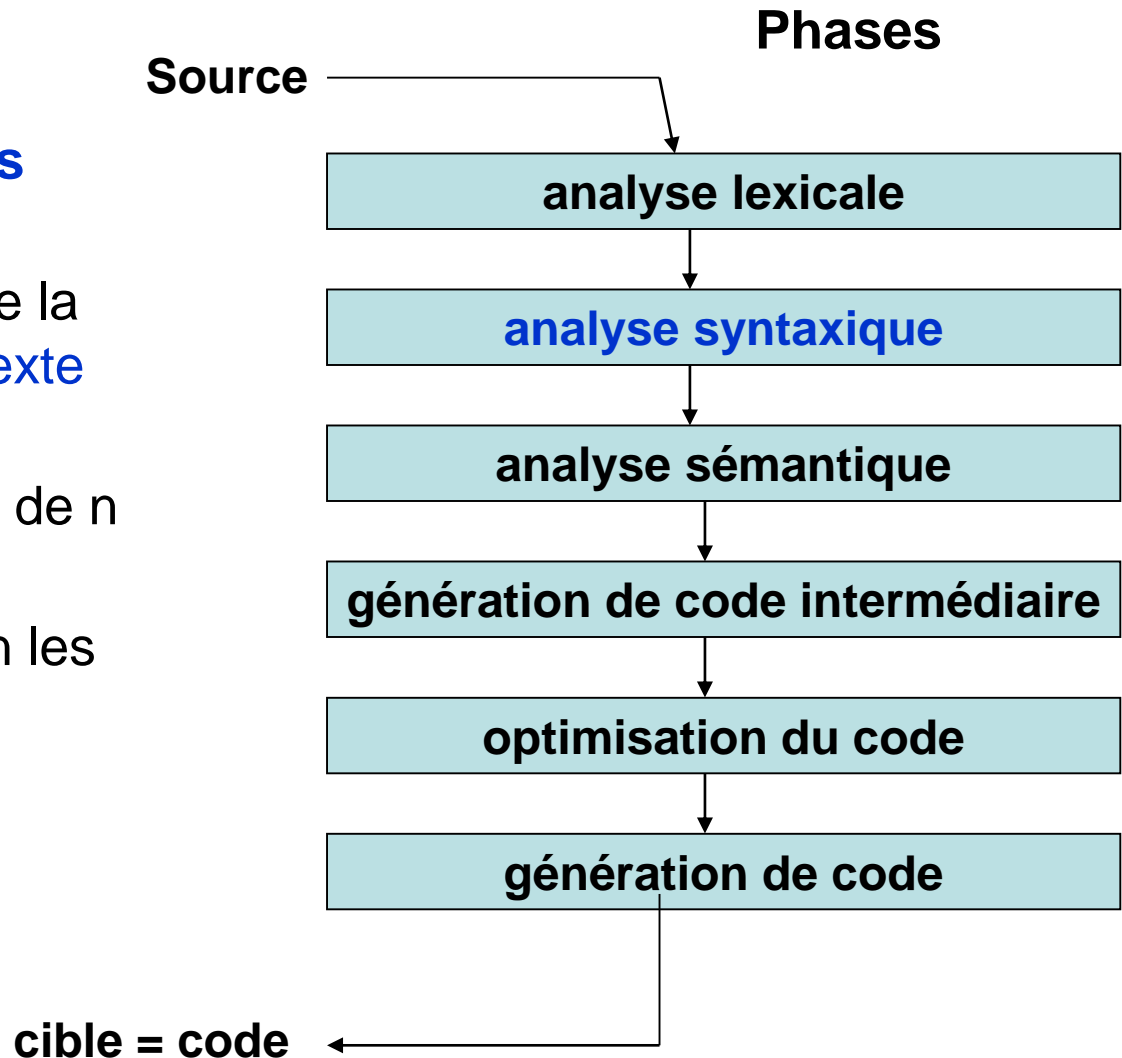 Phases
Source
s
analyse lexicale
e la
analyse syntaxique
exte
analyse sémantique
de n
génération de code intermédiaire
n les
optimisation du code
génération de code
cible = code